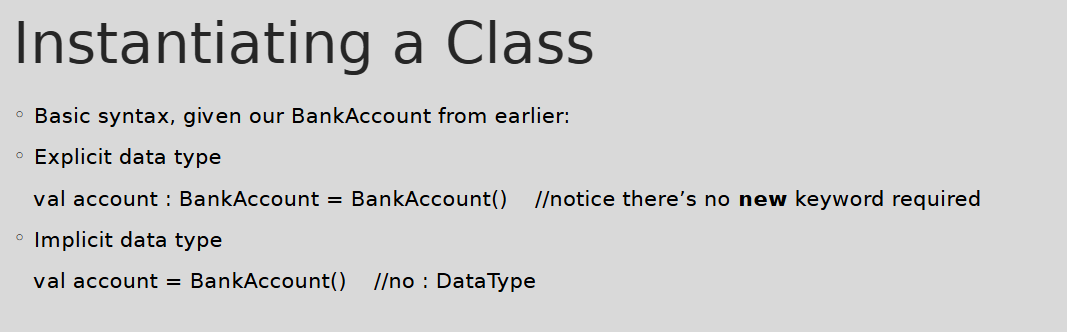 Instantiating a Class
◦ Basic syntax, given our BankAccount from earlier:
◦ Explicit data type
val account : BankAccount = BankAccount()    //notice there’s no new keyword required
◦ Implicit data type
val account = BankAccount()    //no : DataType